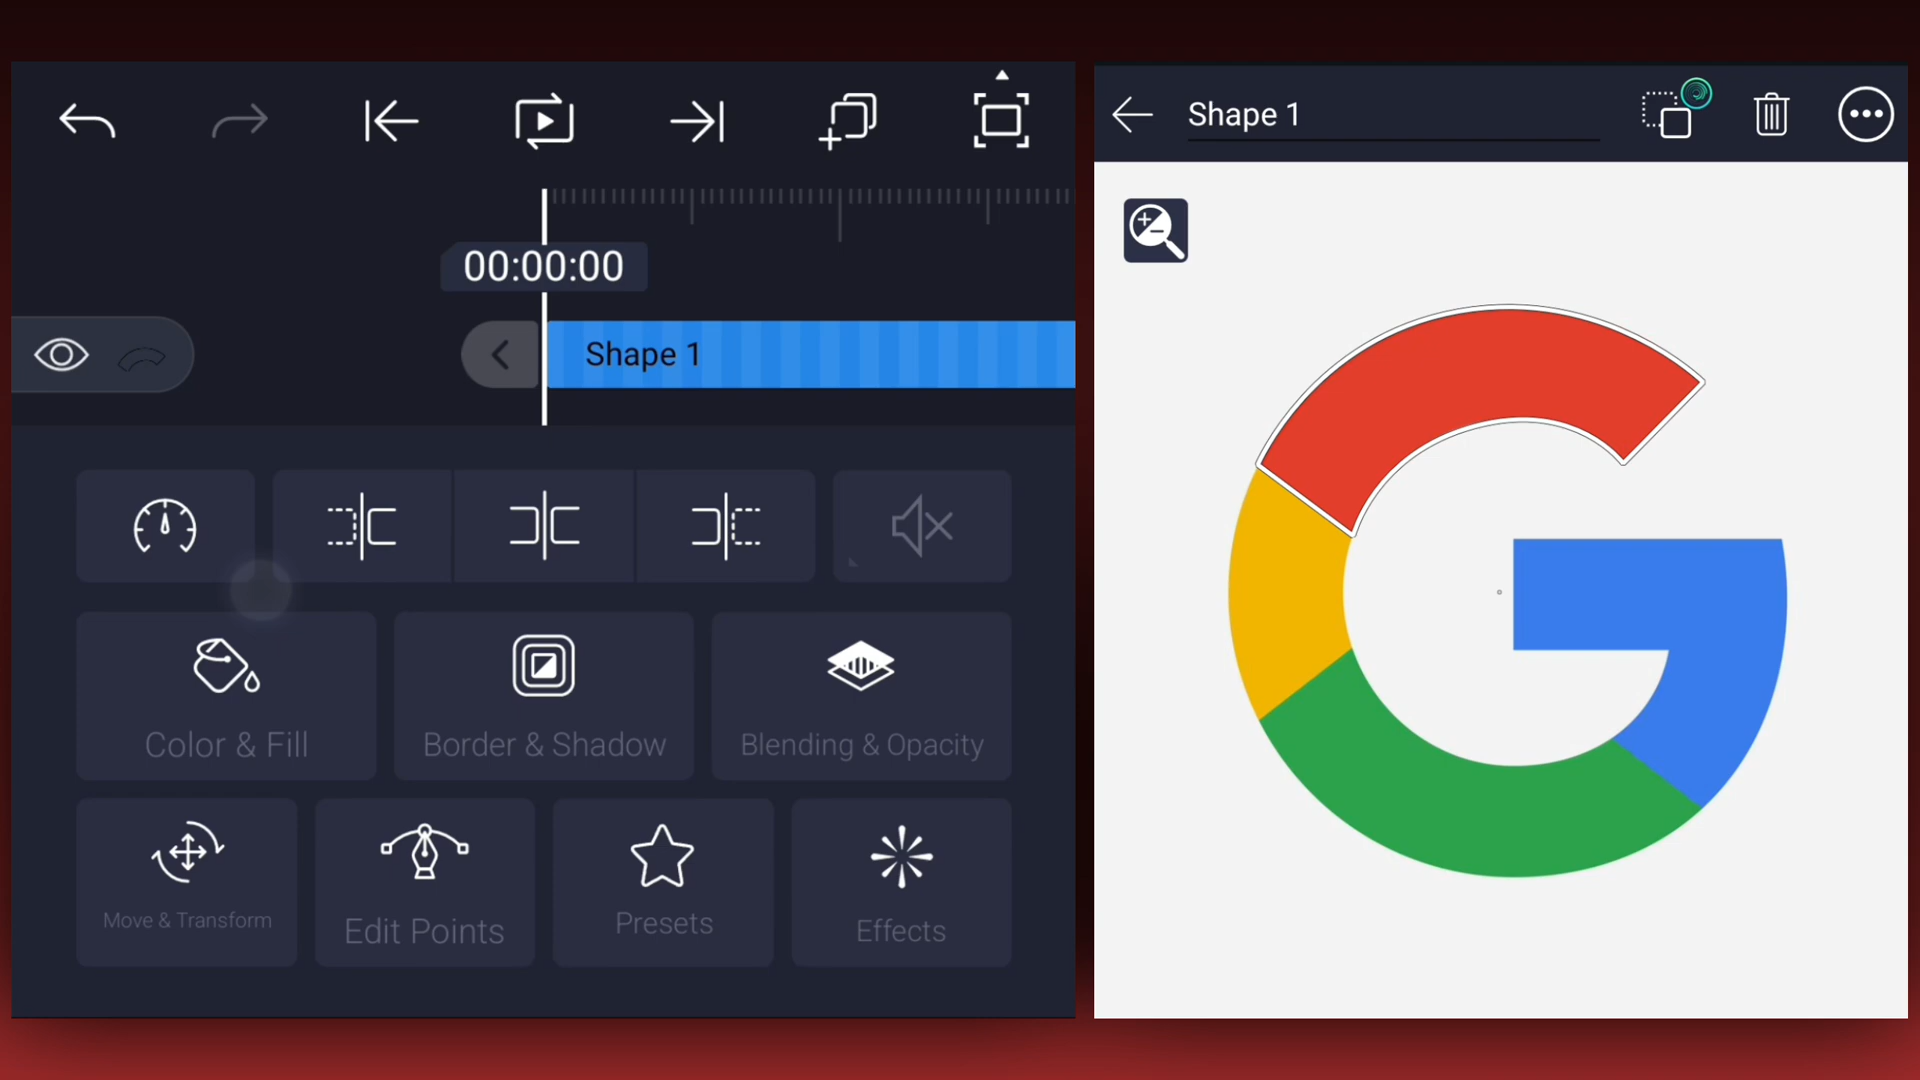 Shape 1
00:00:00
Shape 1
Color & Fill
Border & Shadow
Blending & Opacity
Move & Transform
Edit Points
Presets
Effects